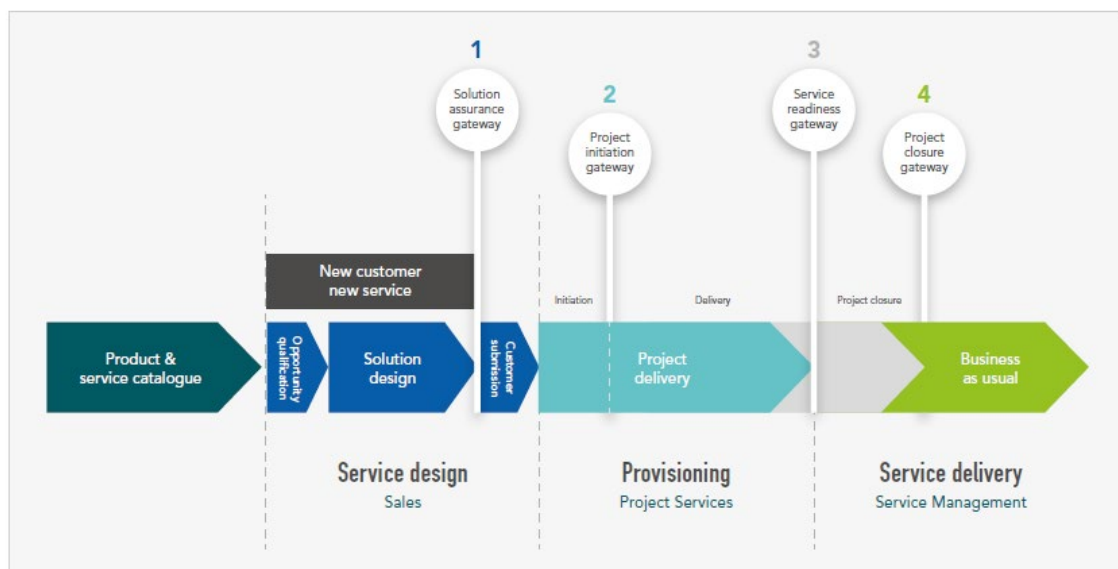 1
Solution
assurance
gateway
2
Project
initiation
gateway
3
Service
readiness
gateway
4
Project
closure
gateway
New customer
new service
Initiation
Delivery
Project closure
Product &
service catalogue
Opportunity
qualification
Solution
design
Customer
submission
Project
delivery
Business
as usual
Service design
Sales
Provisioning
Project Services
Service delivery
Service Management